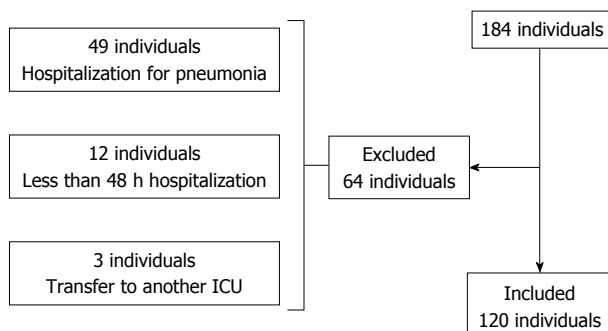 49 individuals
Hospitalization for pneumonia
12 individuals
Less than 48 h hospitalization
3 individuals
Transfer to another ICU
Excluded
64 individuals
184 individuals
Included
120 individuals